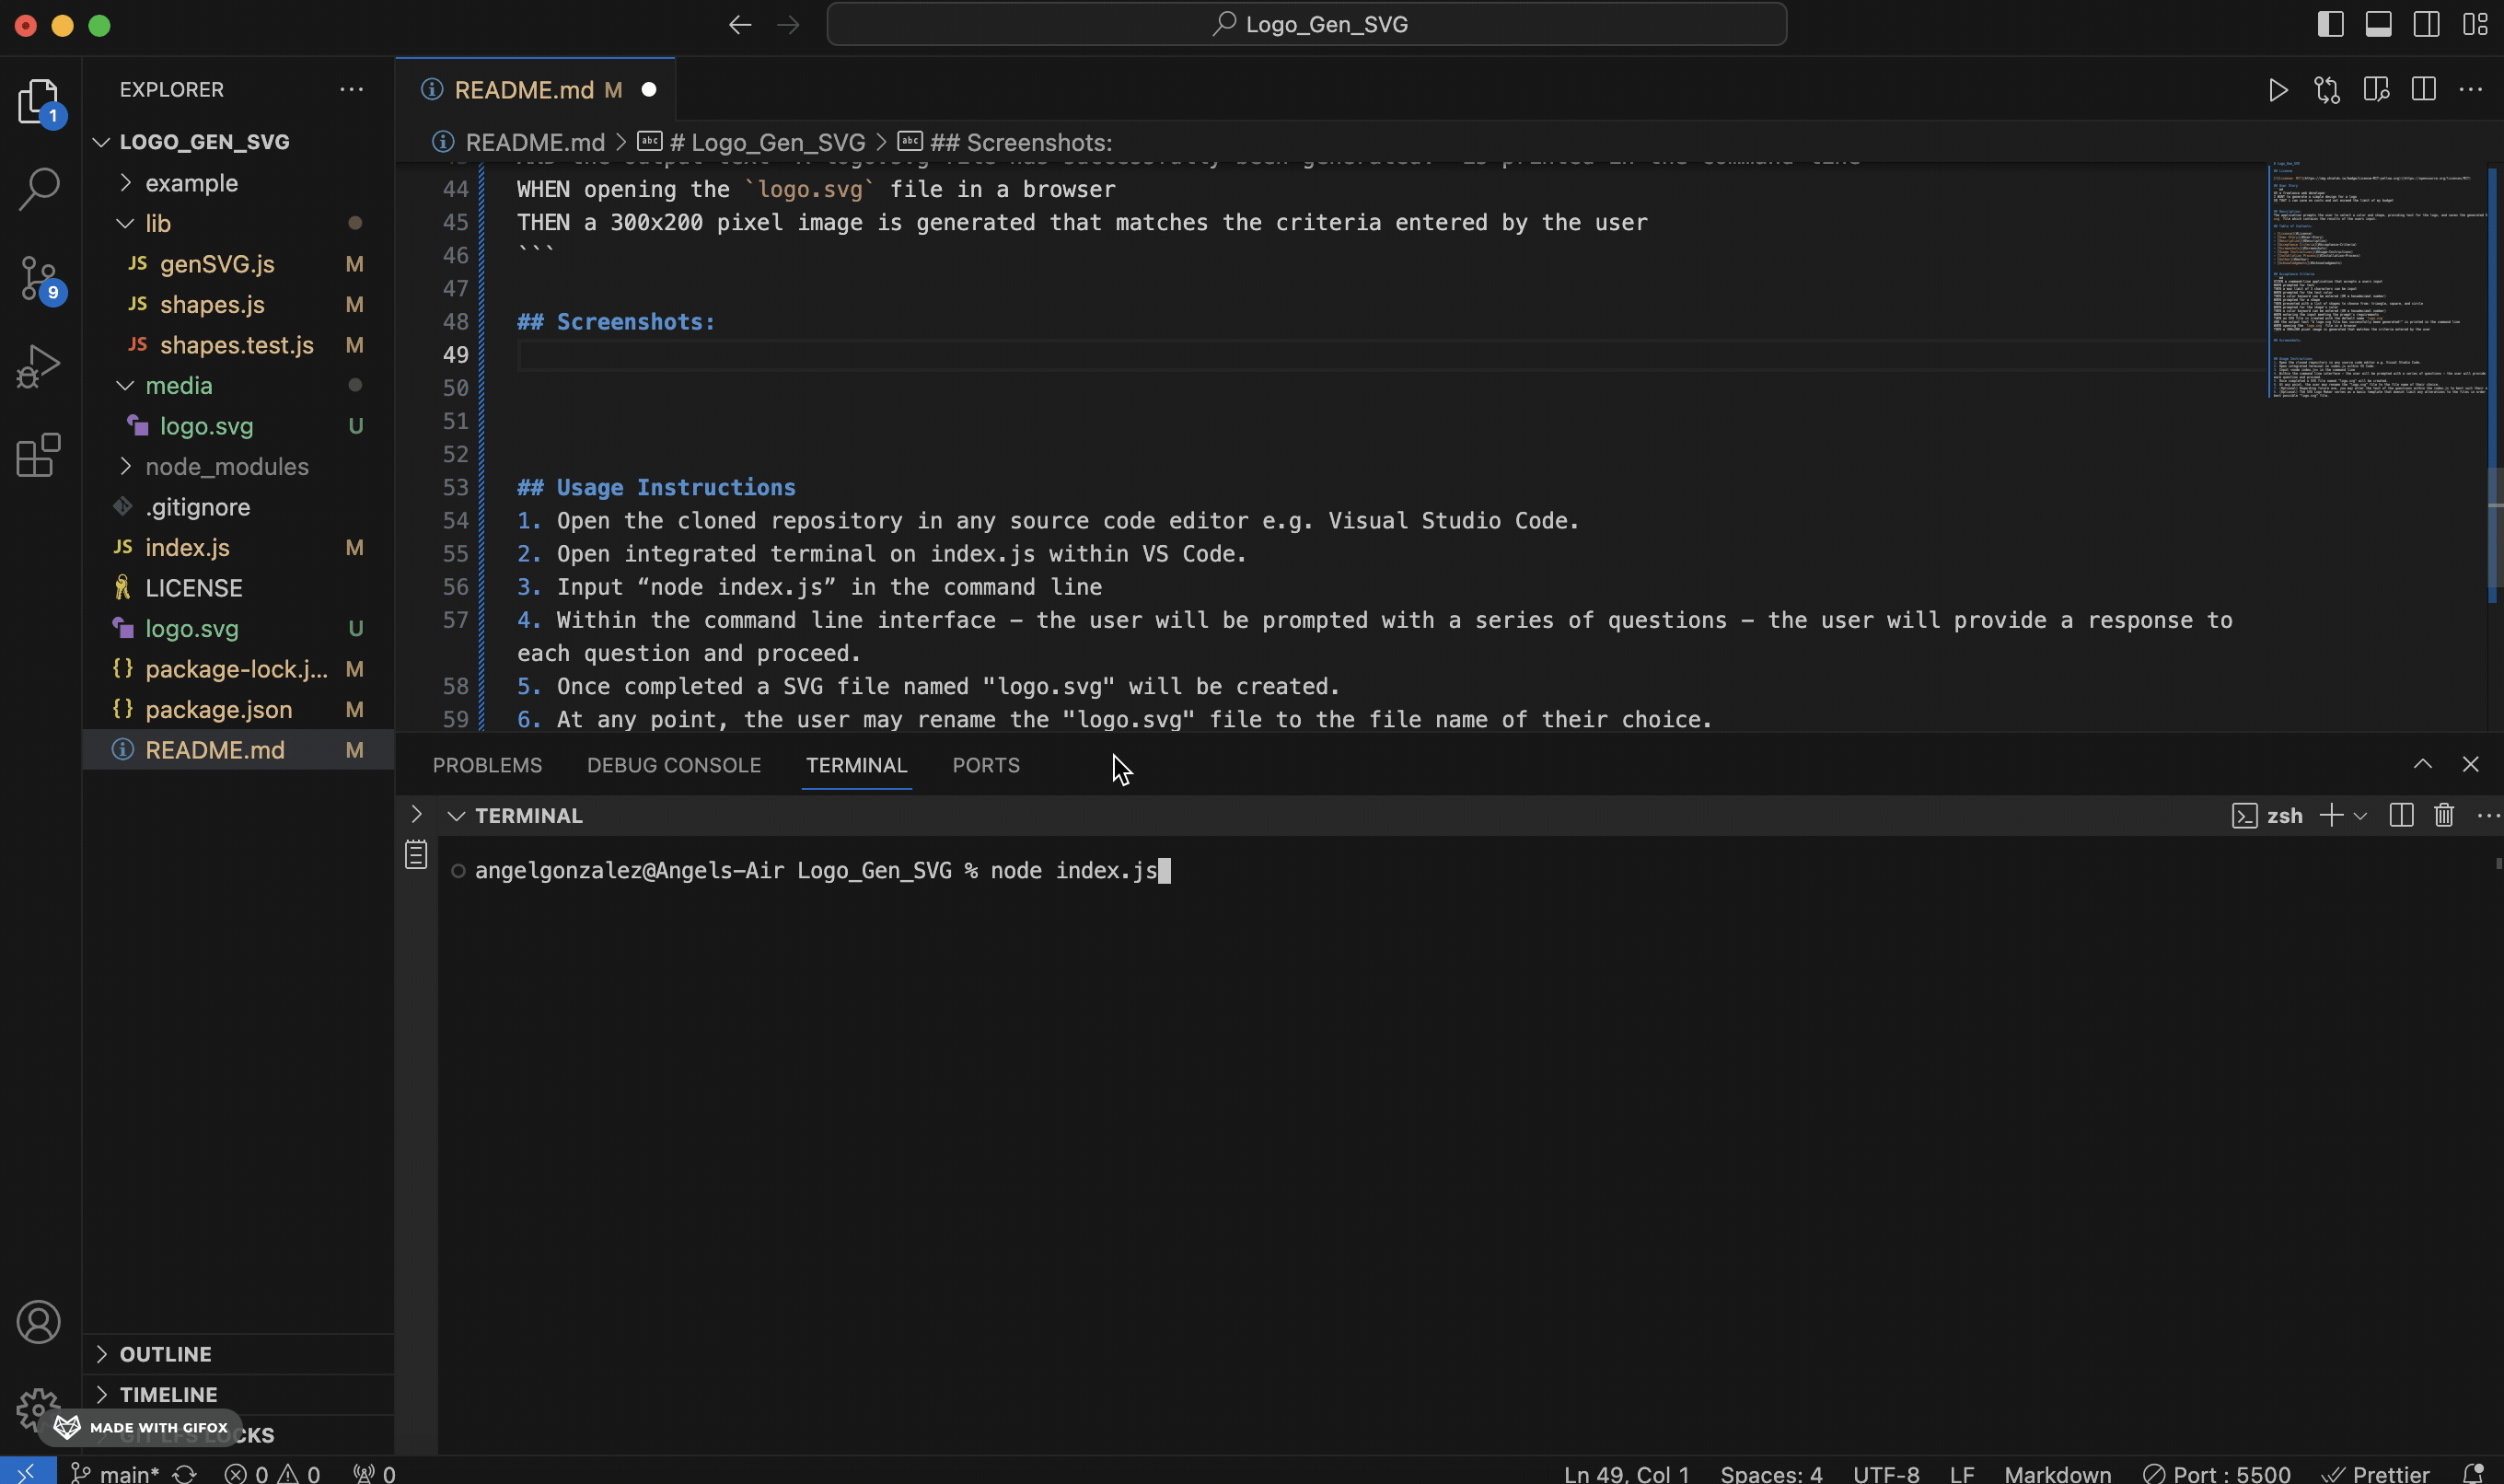 Logo_Gen_SVG
EXPLORER
LOGO_GEN_SVG
example
lib
JS genSVG.js M
JS shapes.js M
JS shapes.test.js M
media
logo.svg U
node_modules
.gitignore
JS index.js M
LICENSE
logo.svg U
{} package-lock.j... M
{} package.json M
README.md M
OUTLINE
TIMELINE
MADE WITH GIFOX
1
9
README.md M
README.md > abc # Logo_Gen_SVG > abc ## Screenshots:
44 WHEN opening the `logo.svg` file in a browser
45 THEN a 300x200 pixel image is generated that matches the criteria entered by the user
46 ```
47
48 ## Screenshots:
49
50
51
52
53 ## Usage Instructions
54 1. Open the cloned repository in any source code editor e.g. Visual Studio Code.
55 2. Open integrated terminal on index.js within VS Code.
56 3. Input “node index.js” in the command line
57 4. Within the command line interface – the user will be prompted with a series of questions – the user will provide a response to
each question and proceed.
58 5. Once completed a SVG file named "logo.svg" will be created.
59 6. At any point, the user may rename the "logo.svg" file to the file name of their choice.
PROBLEMS DEBUG CONSOLE TERMINAL PORTS
TERMINAL
zsh
angelgonzalez@Angels-Air Logo_Gen_SVG % node index.js
main* 0 0 0
Ln 49, Col 1 Spaces: 4 UTF-8 LF Markdown Port : 5500 Prettier